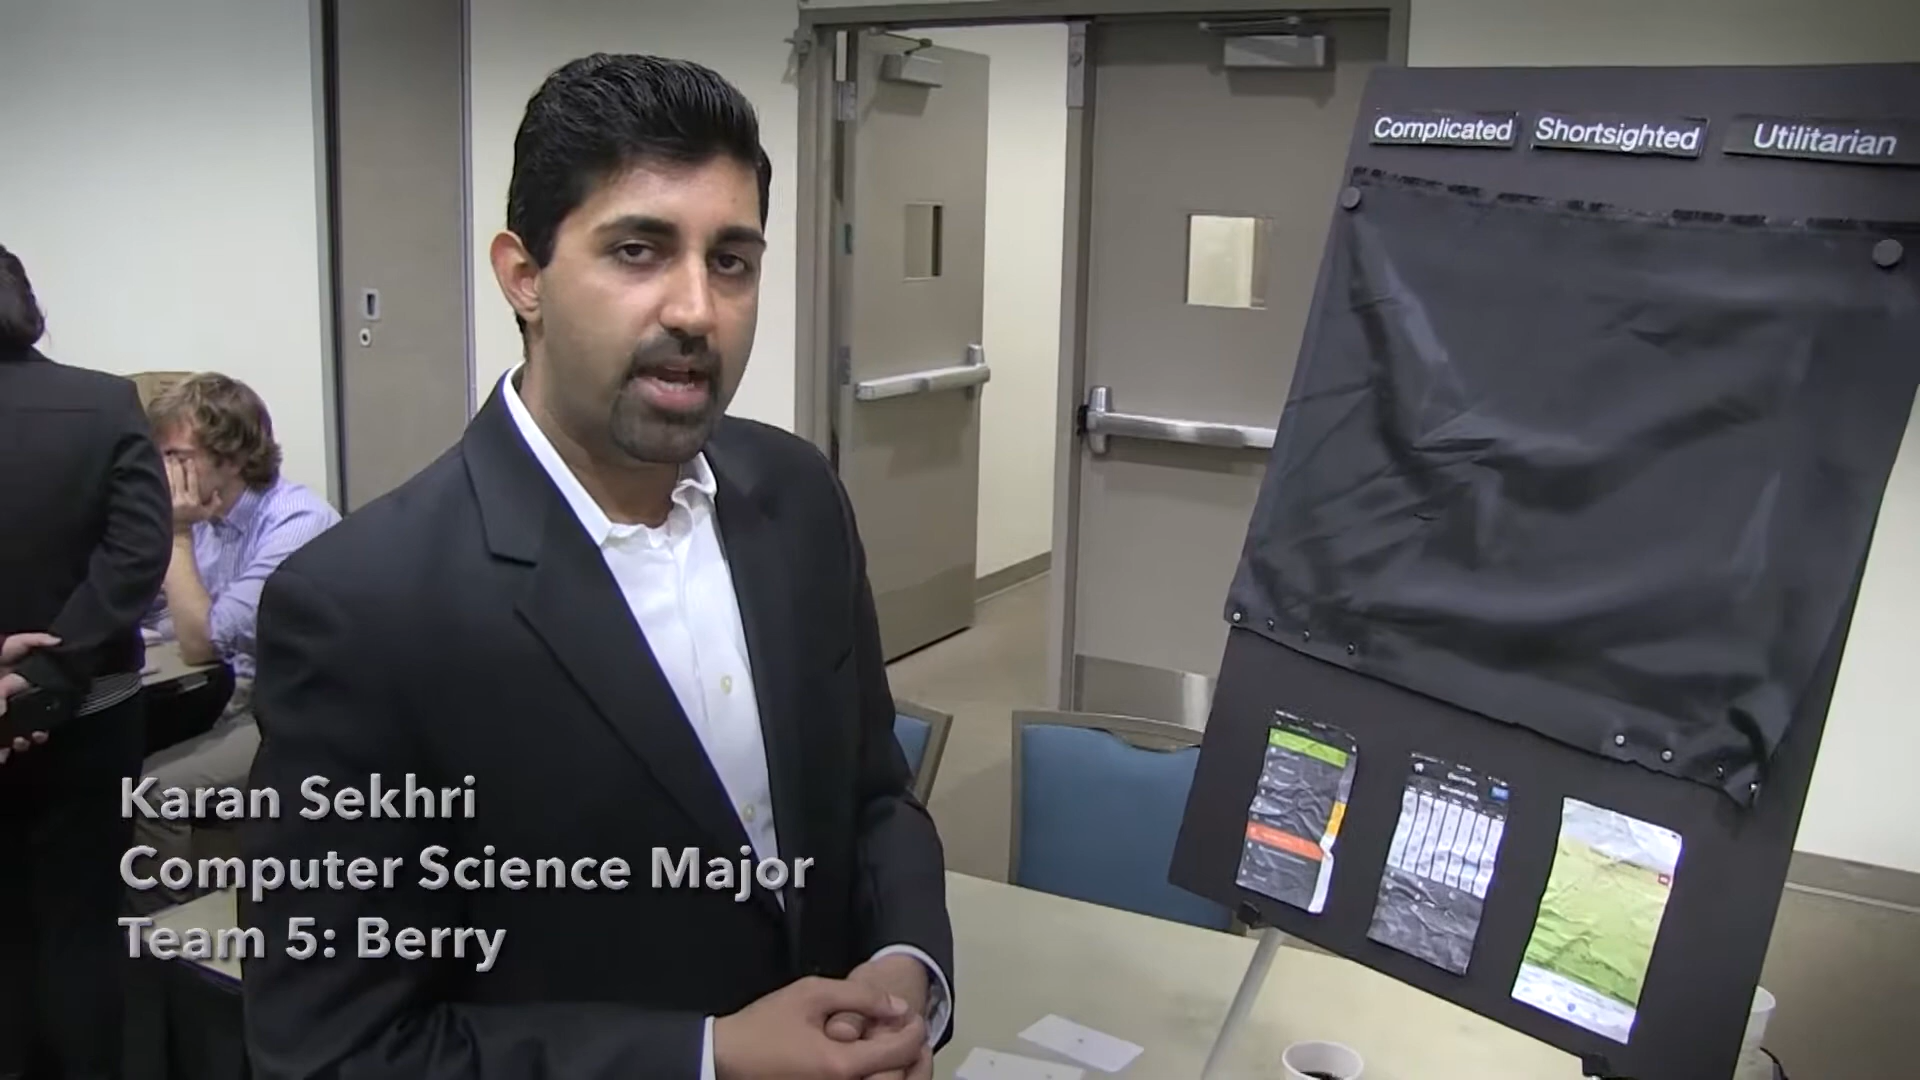 Complicated Shortsighted Utilitarian
Karan Sekhri
Computer Science Major
Team 5: Berry